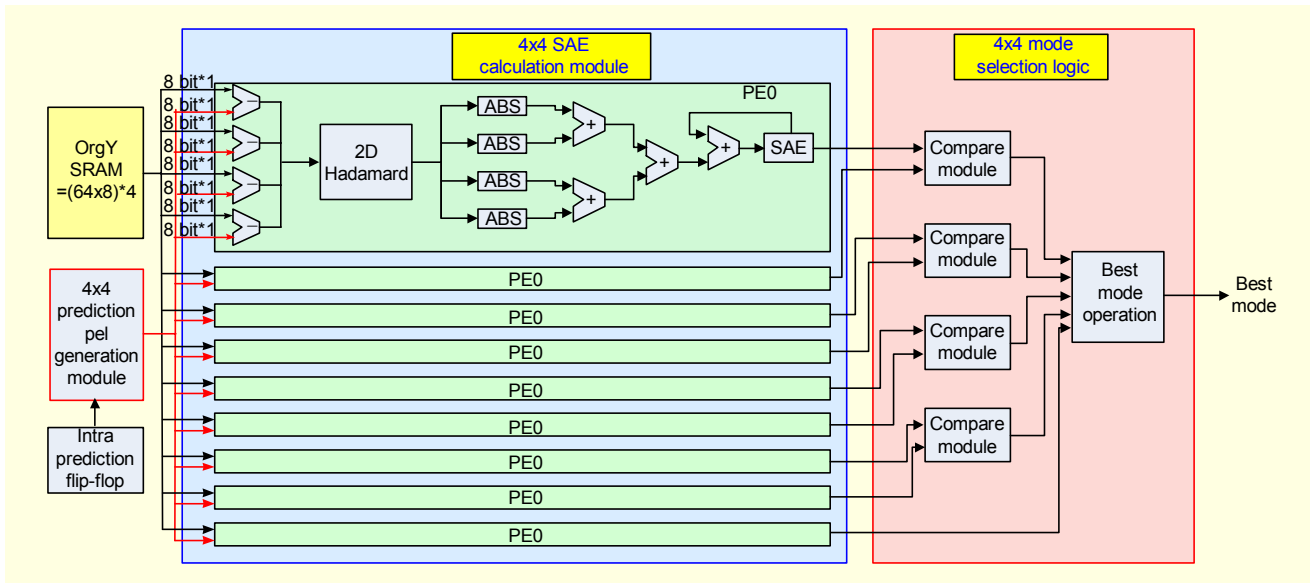 4x4 SAE
calculation module
4x4 mode
selection logic
8 bit*1
8 bit*1
8 bit*1
8 bit*1
8 bit*1
8 bit*1
8 bit*1
8 bit*1
OrgY
SRAM
=(64x8)*4
−
−
−
−
2D
Hadamard
ABS
ABS
ABS
ABS
+
+
+
+
SAE
PE0
PE0
PE0
PE0
PE0
PE0
PE0
PE0
PE0
4x4
prediction
pel
generation
module
Intra
prediction
flip-flop
Compare
module
Compare
module
Compare
module
Compare
module
Best
mode
operation
Best
mode